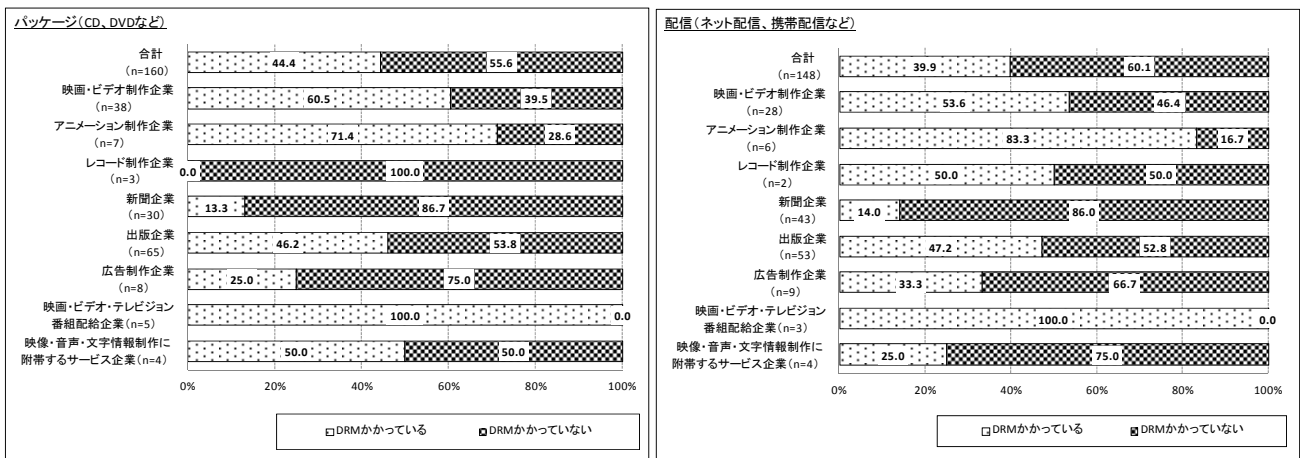 パッケージ(CD、DVDなど)
合計
(n=160)
44.4
55.6
映画・ビデオ制作企業
(n=38)
60.5
39.5
アニメーション制作企業
(n=7)
71.4
28.6
レコード制作企業
(n=3)
0.0
100.0
新聞企業
(n=30)
13.3
86.7
出版企業
(n=65)
46.2
53.8
広告制作企業
(n=8)
25.0
75.0
映画・ビデオ・テレビジョン
番組配給企業(n=5)
100.0
0.0
映像・音声・文字情報制作に
附帯するサービス企業(n=4)
50.0
50.0
0%
20%
40%
60%
80%
100%
DRMかかっている
DRMかかっていない
配信(ネット配信、携帯配信など)
合計
(n=148)
39.9
60.1
映画・ビデオ制作企業
(n=28)
53.6
46.4
アニメーション制作企業
(n=6)
83.3
16.7
レコード制作企業
(n=2)
50.0
50.0
新聞企業
(n=43)
14.0
86.0
出版企業
(n=53)
47.2
52.8
広告制作企業
(n=9)
33.3
66.7
映画・ビデオ・テレビジョン
番組配給企業(n=3)
100.0
0.0
映像・音声・文字情報制作に
附帯するサービス企業(n=4)
25.0
75.0
0%
20%
40%
60%
80%
100%
DRMかかっている
DRMかかっていない